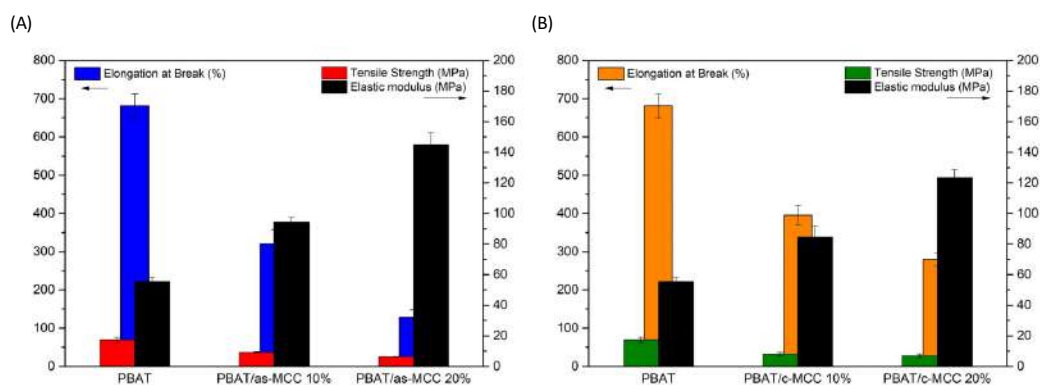 (A)
(B)
800
700
600
500
400
300
200
100
0
Elongation at Break (%)
Tensile Strength (MPa)
Elastic modulus (MPa)
200
180
160
140
120
100
80
60
40
20
0
PBAT
PBAT/as-MCC 10%
PBAT/as-MCC 20%
800
700
600
500
400
300
200
100
0
Elongation at Break (%)
Tensile Strength (MPa)
Elastic modulus (MPa)
200
180
160
140
120
100
80
60
40
20
0
PBAT
PBAT/c-MCC 10%
PBAT/c-MCC 20%